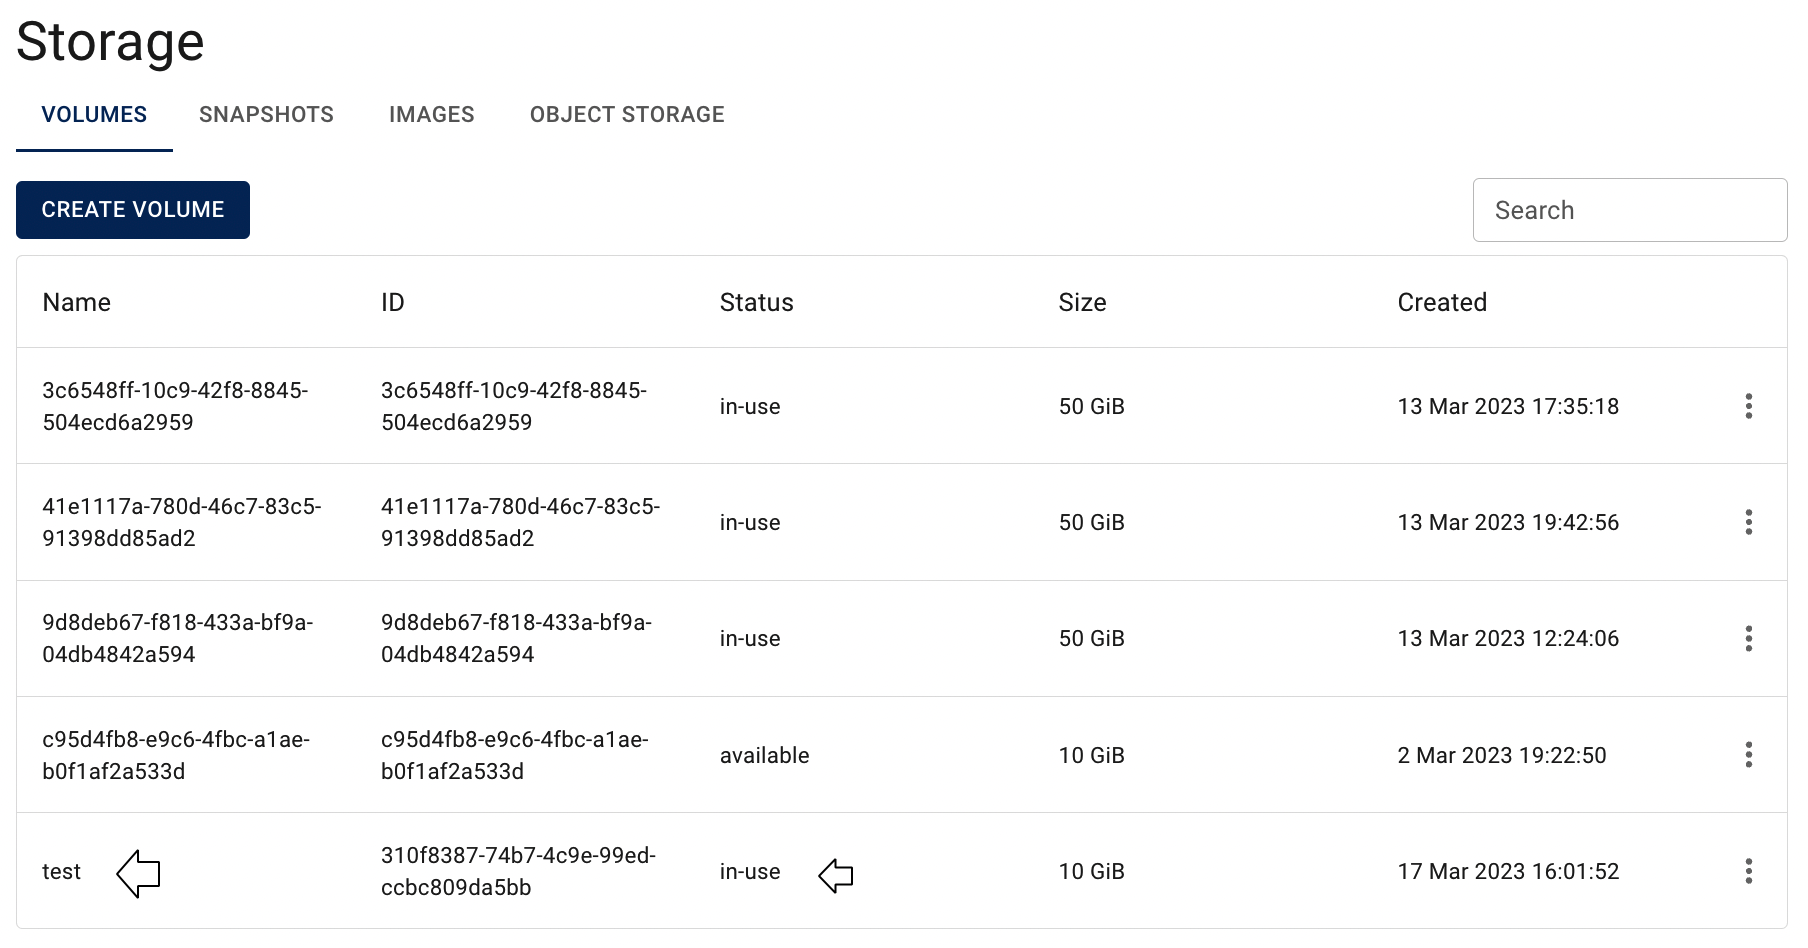 Storage
VOLUMES SNAPSHOTS IMAGES OBJECT STORAGE
CREATE VOLUME Search
Name ID Status Size Created
3c6548ff-10c9-42f8-8845- 3c6548ff-10c9-42f8-8845-
504ecd6a2959 504ecd6a2959 in-use 50 GiB 13 Mar 2023 17:35:18
41e1117a-780d-46c7-83c5- 41e1117a-780d-46c7-83c5-
91398dd85ad2 91398dd85ad2 in-use 50 GiB 13 Mar 2023 19:42:56
9d8deb67-f818-433a-bf9a- 9d8deb67-f818-433a-bf9a-
04db4842a594 04db4842a594 in-use 50 GiB 13 Mar 2023 12:24:06
c95d4fb8-e9c6-4fbc-a1ae- c95d4fb8-e9c6-4fbc-a1ae-
b0f1af2a533d b0f1af2a533d available 10 GiB 2 Mar 2023 19:22:50
test 310f8387-74b7-4c9e-99ed-
ccbc809da5bb in-use 10 GiB 17 Mar 2023 16:01:52